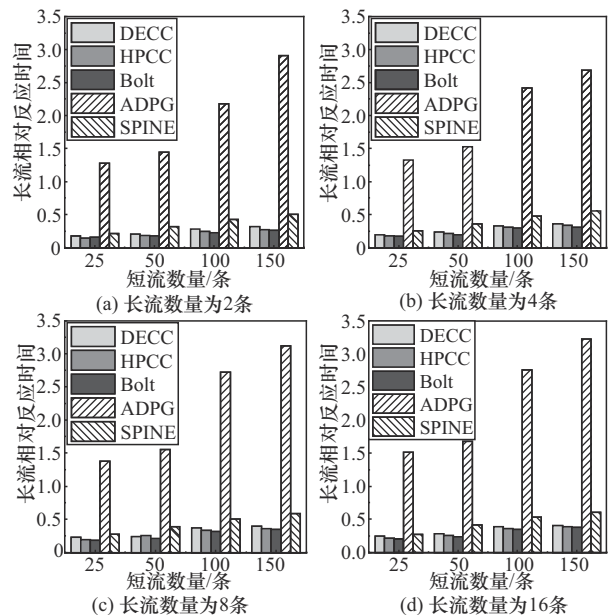 3.5
3.0
2.5
2.0
1.5
1
0.5
0
长流相对反应时间
DECC
HPCC
Bolt
ADPG
SPINE
25 50 100 150
短流数量/条
(a) 长流数量为2条
3.5
3.0
2.5
2.0
1.5
1
0.5
0
长流相对反应时间
DECC
HPCC
Bolt
ADPG
SPINE
25 50 100 150
短流数量/条
(b) 长流数量为4条
3.5
3.0
2.5
2.0
1.5
1.0
0.5
0
长流相对反应时间
DECC
HPCC
Bolt
ADPG
SPINE
25 50 100 150
短流数量/条
(c) 长流数量为8条
3.5
3.0
2.5
2.0
1.5
1.0
0.5
0
长流相对反应时间
DECC
HPCC
Bolt
ADPG
SPINE
25 50 100 150
短流数量/条
(d) 长流数量为16条